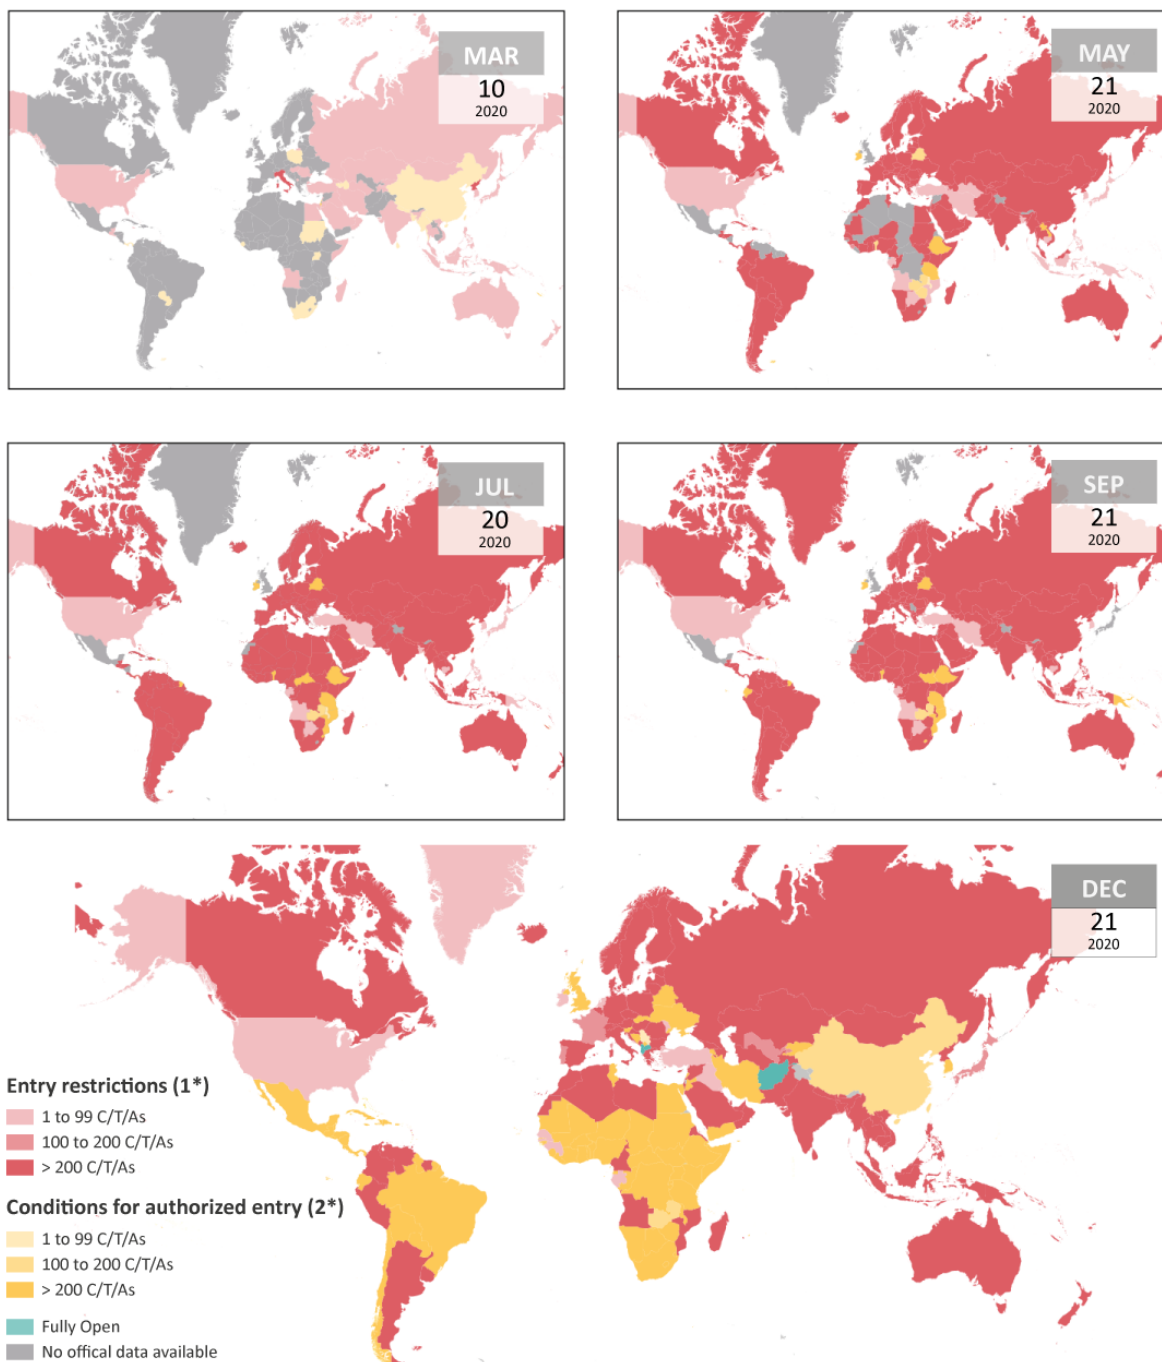 MAR
10
2020
MAY
21
2020
JUL
20
2020
SEP
21
2020
DEC
21
2020
Entry restrictions (1*)
1 to 99 C/T/As
100 to 200 C/T/As
> 200 C/T/As
Conditions for authorized entry (2*)
1 to 99 C/T/As
100 to 200 C/T/As
> 200 C/T/As
Fully Open
No offical data available